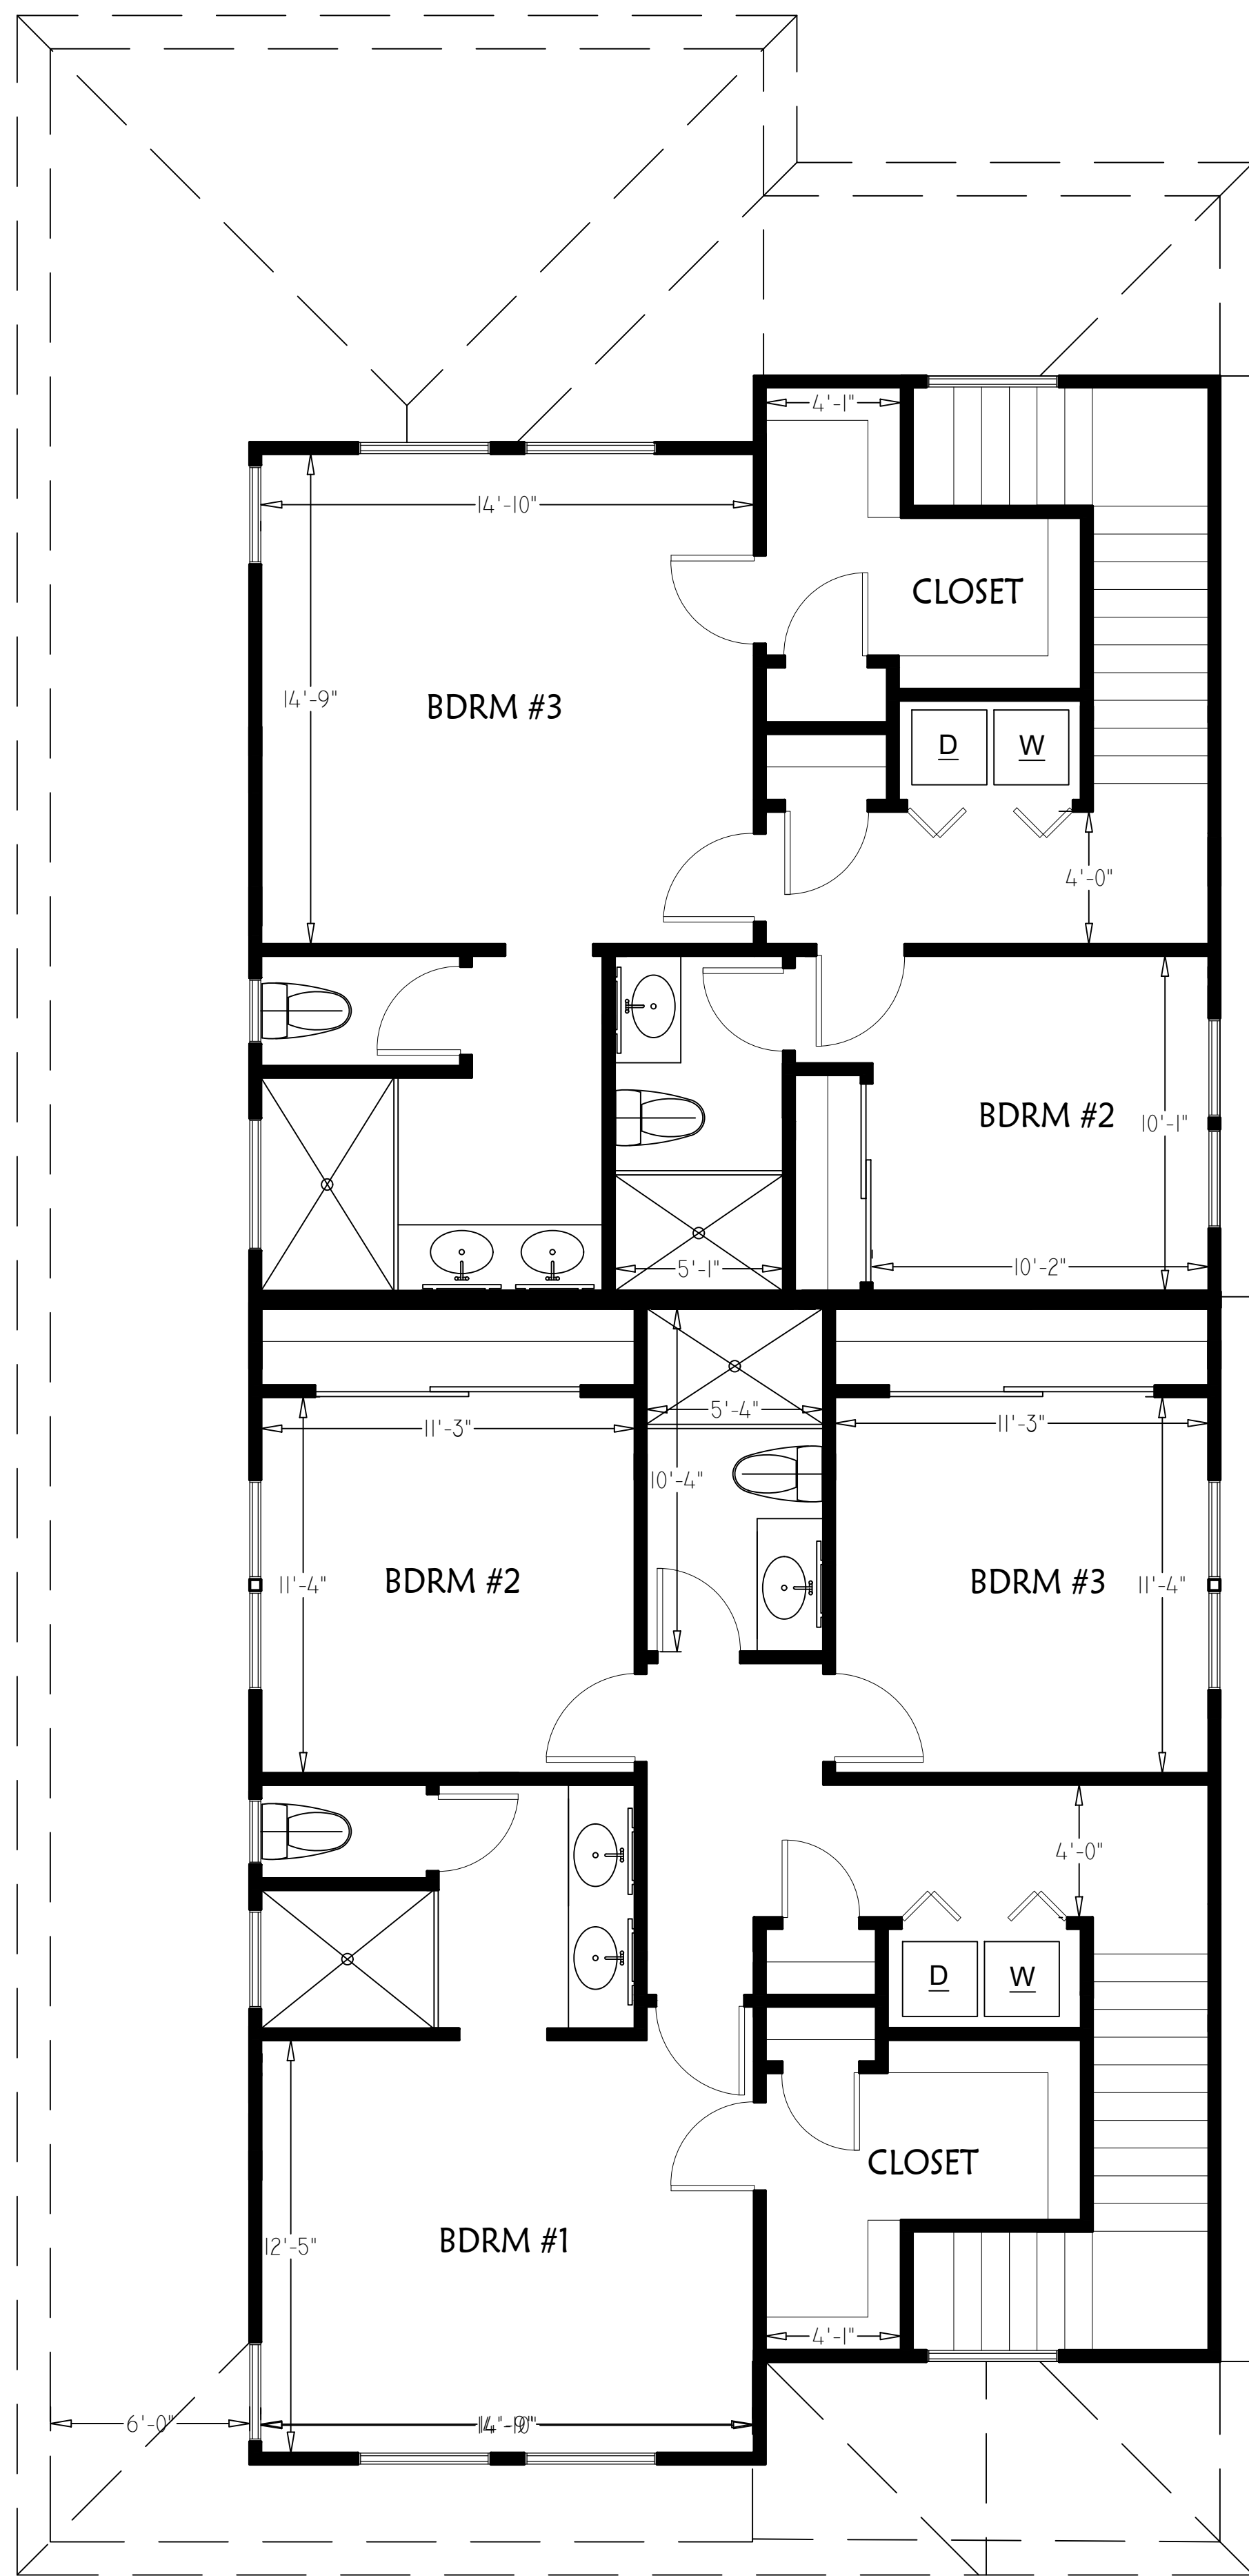 4'-1"
14'-10"
CLOSET
14'-9"
BDRM #3
D
W
4'-0"
BDRM #2
10'-1"
10'-2"
5'-1"
5'-4"
11'-3"
11'-3"
10'-4"
BDRM #2
11'-4"
BDRM #3
11'-4"
4'-0"
D
W
CLOSET
BDRM #1
12'-5"
4'-1"
6'-0"